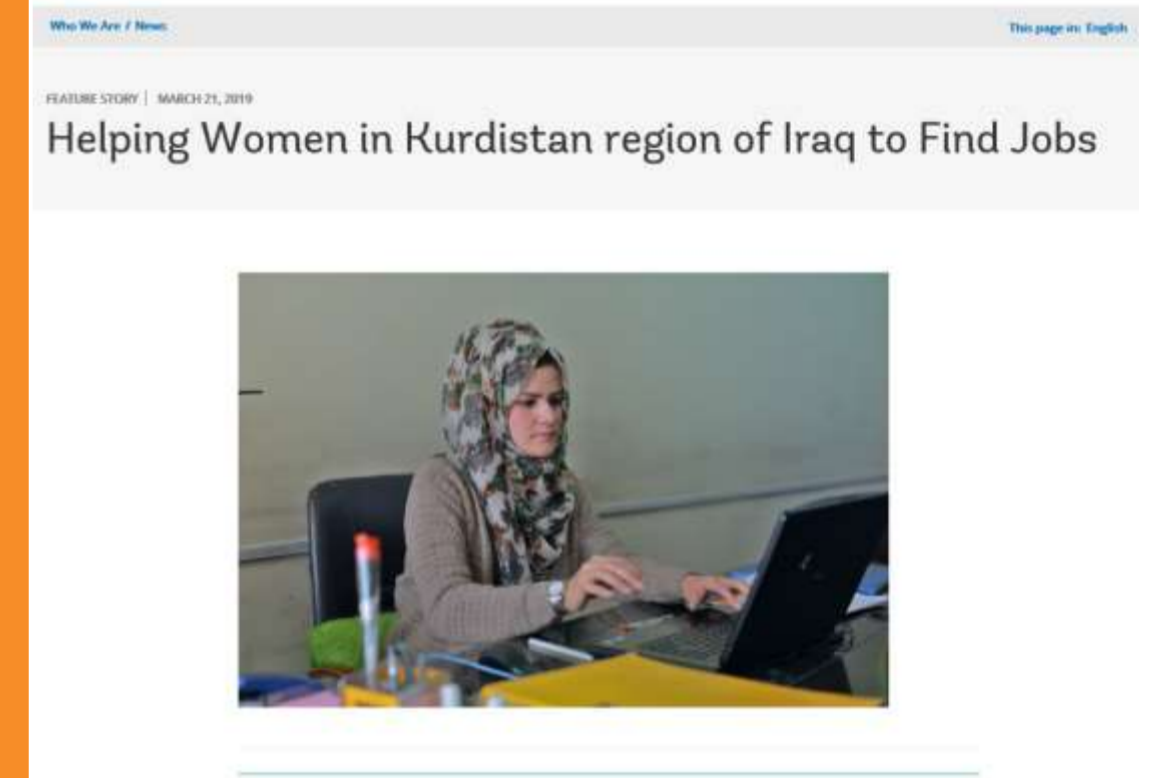 Who We Are / News
This page in: English
FEATURE STORY | MARCH 21, 2019
Helping Women in Kurdistan region of Iraq to Find Jobs